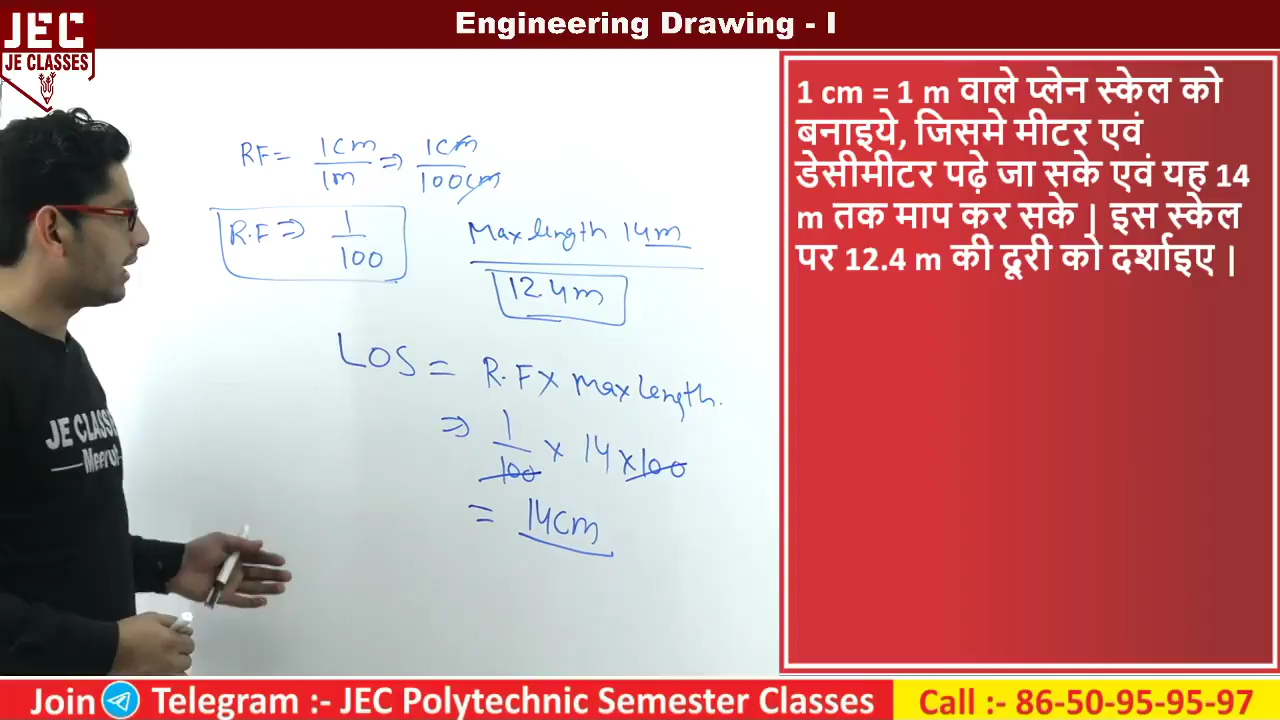 Engineering Drawing - I
JEC
JE CLASSES
RF = 1cm/1m ⇒ 1cm/100cm
R.F ⇒ 1/100
Max length 14m
12.4m
LOS = R.F x Max length.
⇒ 1/100 x 14 x 100
= 14cm
JE CLASSES
Meerut
1 cm = 1 m वाले प्लेन स्केल को
बनाइये, जिसमे मीटर एवं
डेसीमीटर पढ़े जा सके एवं यह 14
m तक माप कर सके | इस स्केल
पर 12.4 m की दूरी को दर्शाइए |
Join Telegram :- JEC Polytechnic Semester Classes
Call :- 86-50-95-95-97